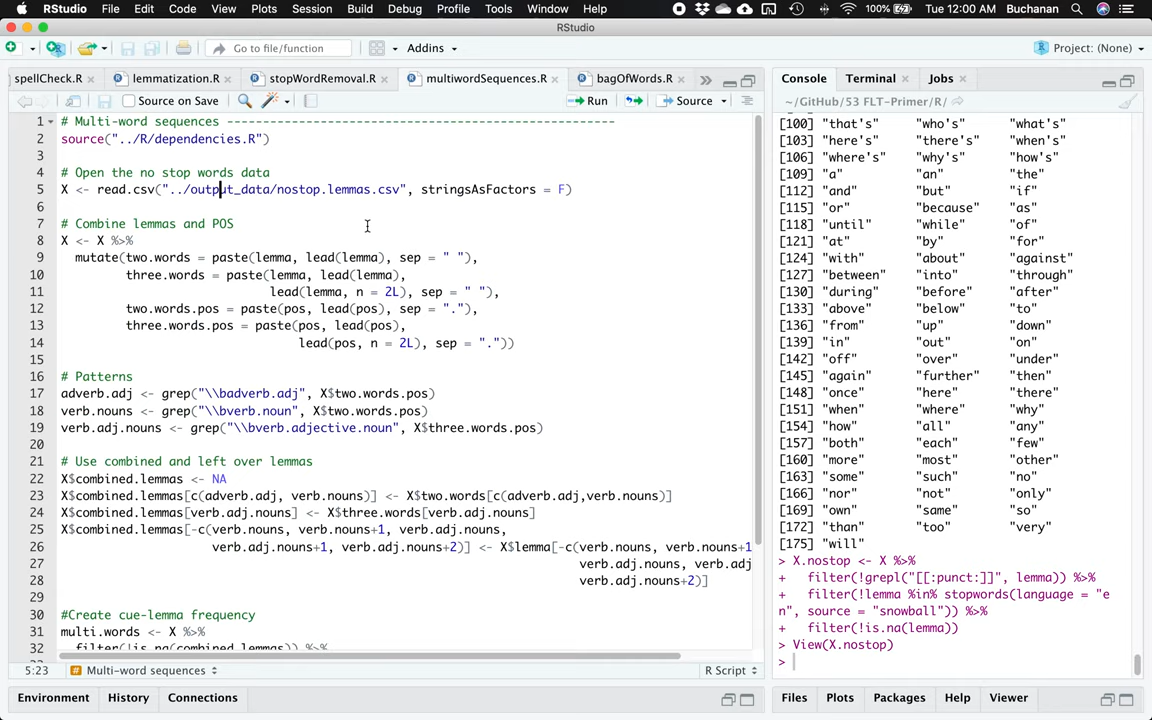 RStudio File Edit Code View Plots Session Build Debug Profile Tools Window Help 100% Tue 12:00 AM Buchanan
RStudio
Go to file/function Addins Project: (None)
spellCheck.R lemmatization.R stopWordRemoval.R multiwordSequences.R bagOfWords.R
Source on Save Run Source
1 # Multi-word sequences ------------------------------------------------------
2 source("../R/dependencies.R")
3
4 # Open the no stop words data
5 X <- read.csv("../output_data/nostop.lemmas.csv", stringsAsFactors = F)
6
7 # Combine lemmas and POS
8 X <- X %>%
9 mutate(two.words = paste(lemma, lead(lemma), sep = " "),
10 three.words = paste(lemma, lead(lemma),
11 lead(lemma, n = 2L), sep = " "),
12 two.words.pos = paste(pos, lead(pos), sep = "."),
13 three.words.pos = paste(pos, lead(pos),
14 lead(pos, n = 2L), sep = "."))
15
16 # Patterns
17 adverb.adj <- grep("\\badverb.adj", X$two.words.pos)
18 verb.nouns <- grep("\\bverb.noun", X$two.words.pos)
19 verb.adj.nouns <- grep("\\bverb.adjective.noun", X$three.words.pos)
20
21 # Use combined and left over lemmas
22 X$combined.lemmas <- NA
23 X$combined.lemmas[c(adverb.adj, verb.nouns)] <- X$two.words[c(adverb.adj,verb.nouns)]
24 X$combined.lemmas[verb.adj.nouns] <- X$three.words[verb.adj.nouns]
25 X$combined.lemmas[-c(verb.nouns, verb.nouns+1, verb.adj.nouns,
26 verb.adj.nouns+1, verb.adj.nouns+2)] <- X$lemma[-c(verb.nouns, verb.nouns+1
27 verb.adj.nouns, verb.adj
28 verb.adj.nouns+2)]
29
30 #Create cue-lemma frequency
31 multi.words <- X %>%
32 filter(!is.na(combined.lemmas)) %>%
5:23 Multi-word sequences R Script
Environment History Connections
Console Terminal Jobs
~/GitHub/53 FLT-Primer/R/
[100] "that's" "who's" "what's"
[103] "here's" "there's" "when's"
[106] "where's" "why's" "how's"
[109] "a" "an" "the"
[112] "and" "but" "if"
[115] "or" "because" "as"
[118] "until" "while" "of"
[121] "at" "by" "for"
[124] "with" "about" "against"
[127] "between" "into" "through"
[130] "during" "before" "after"
[133] "above" "below" "to"
[136] "from" "up" "down"
[139] "in" "out" "on"
[142] "off" "over" "under"
[145] "again" "further" "then"
[148] "once" "here" "there"
[151] "when" "where" "why"
[154] "how" "all" "any"
[157] "both" "each" "few"
[160] "more" "most" "other"
[163] "some" "such" "no"
[166] "nor" "not" "only"
[169] "own" "same" "so"
[172] "than" "too" "very"
[175] "will"
> X.nostop <- X %>%
+ filter(!grepl("[[:punct:]]", lemma)) %>%
+ filter(!lemma %in% stopwords(language = "e
n", source = "snowball")) %>%
+ filter(!is.na(lemma))
> View(X.nostop)
>
Files Plots Packages Help Viewer